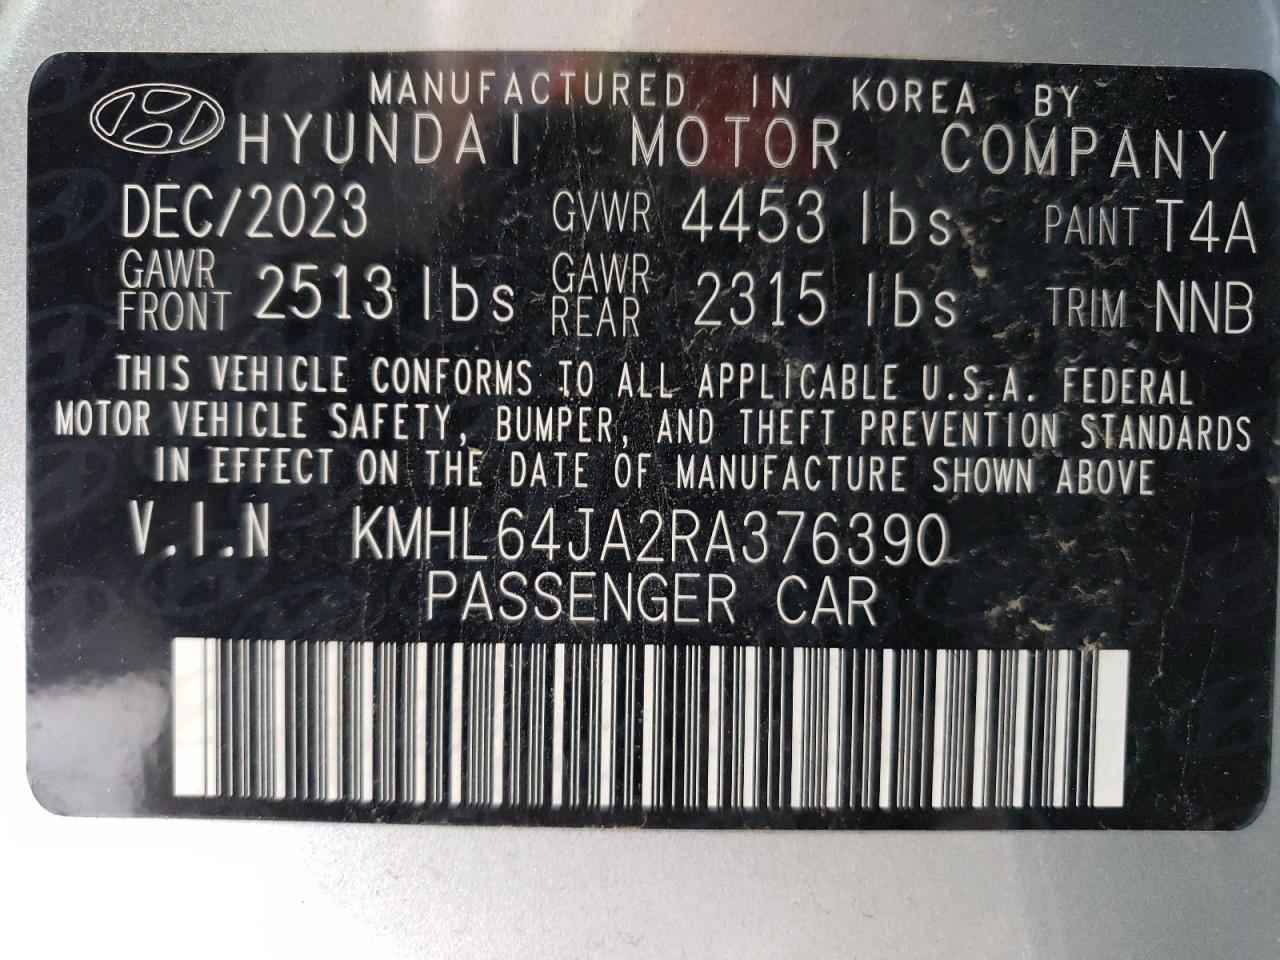 MANUFACTURED IN KOREA BY
HYUNDAI MOTOR COMPANY
DEC/2023 GVWR 4453 lbs PAINT T4A
GAWR FRONT 2513 lbs GAWR REAR 2315 lbs TRIM NNB
THIS VEHICLE CONFORMS TO ALL APPLICABLE U.S.A. FEDERAL
MOTOR VEHICLE SAFETY, BUMPER, AND THEFT PREVENTION STANDARDS
IN EFFECT ON THE DATE OF MANUFACTURE SHOWN ABOVE
V.I.N KMHL64JA2RA376390
PASSENGER CAR